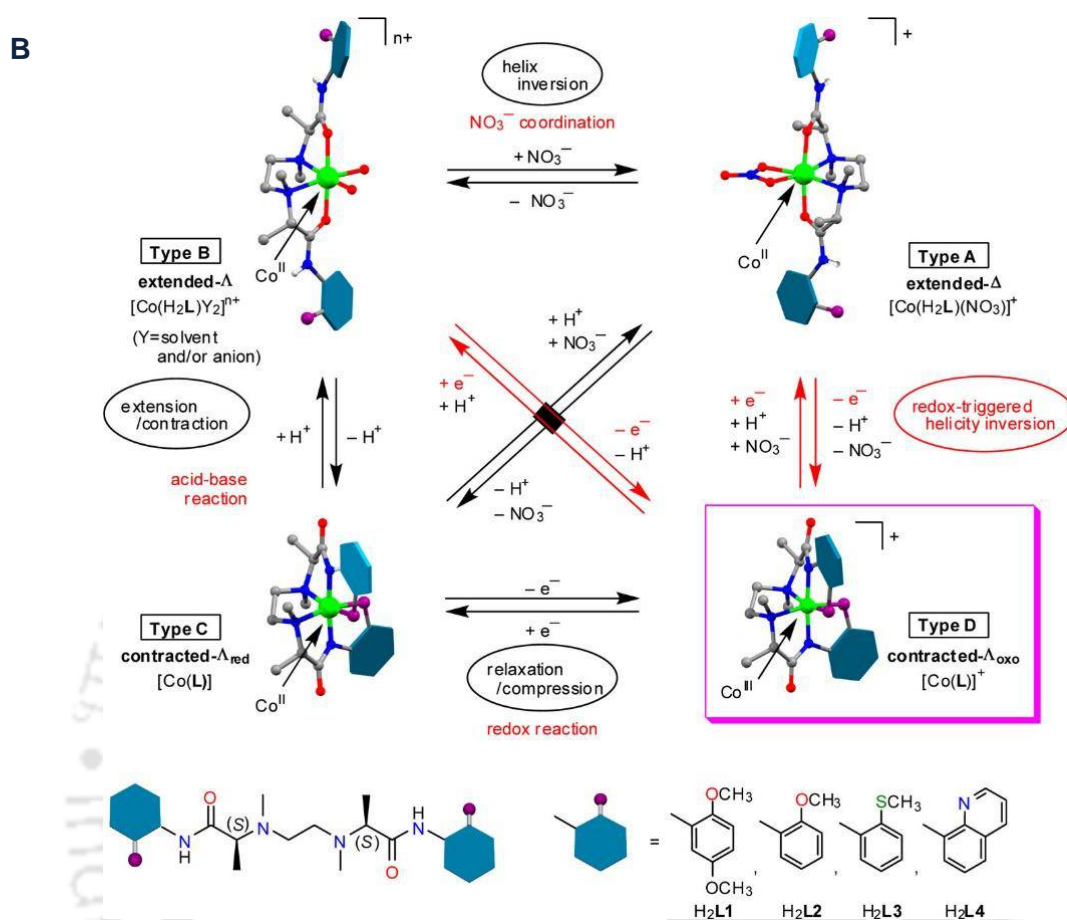 B
n+
+
helix
inversion
NO₃⁻ coordination
+ NO₃⁻
− NO₃⁻
Type B
extended-Λ
[Co(H₂L)Y₂]ⁿ⁺
(Y=solvent
and/or anion)
Coᴵᴵ
Coᴵᴵ
Type A
extended-Δ
[Co(H₂L)(NO₃)]⁺
extension
/contraction
+ H⁺
− H⁺
acid-base
reaction
+ e⁻
+ H⁺
+ H⁺
+ NO₃⁻
− e⁻
− H⁺
− H⁺
− NO₃⁻
+ e⁻
+ H⁺
+ NO₃⁻
− e⁻
− H⁺
− NO₃⁻
redox-triggered
helicity inversion
Type C
contracted-Λred
[Co(L)]
Coᴵᴵ
− e⁻
+ e⁻
relaxation
/compression
redox reaction
+
Type D
contracted-Λoxo
[Co(L)]⁺
Coᴵᴵᴵ
O
NH
(S)
N
N
(S)
O
H
N
=
OCH₃
OCH₃
,
OCH₃
,
SCH₃
,
N
H₂L1
H₂L2
H₂L3
H₂L4